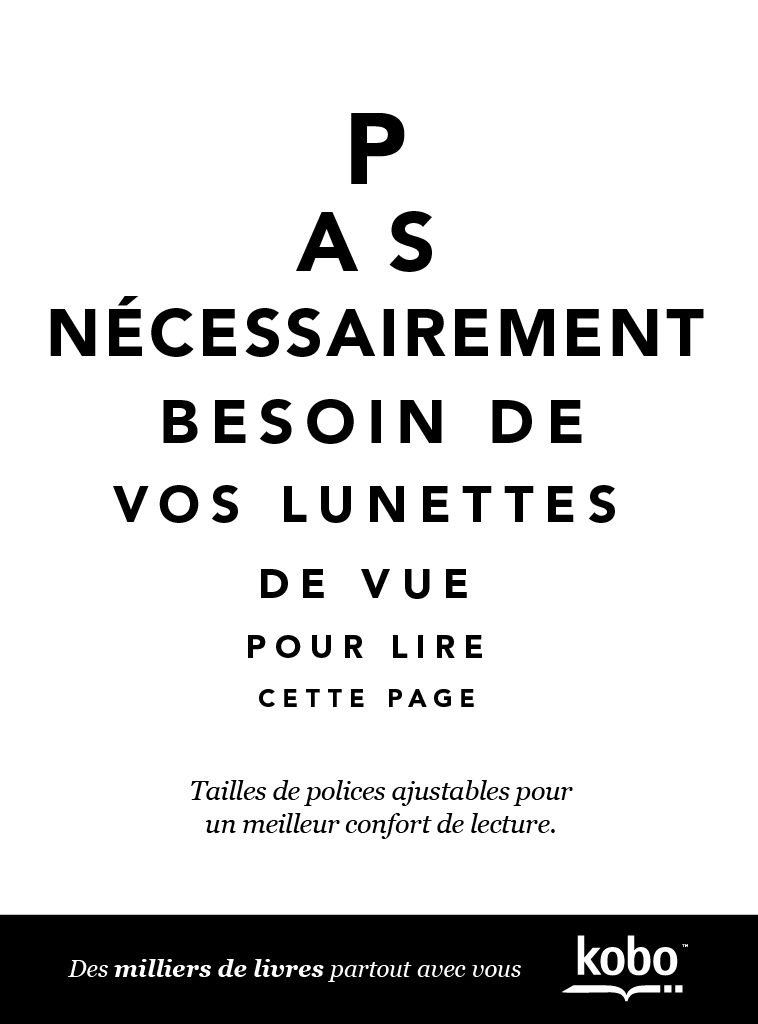 P
A S
NÉCESSAIREMENT
BESOIN DE
VOS LUNETTES
DE VUE
POUR LIRE
CETTE PAGE
Tailles de polices ajustables pour
un meilleur confort de lecture.
Des milliers de livres partout avec vous
kobo™